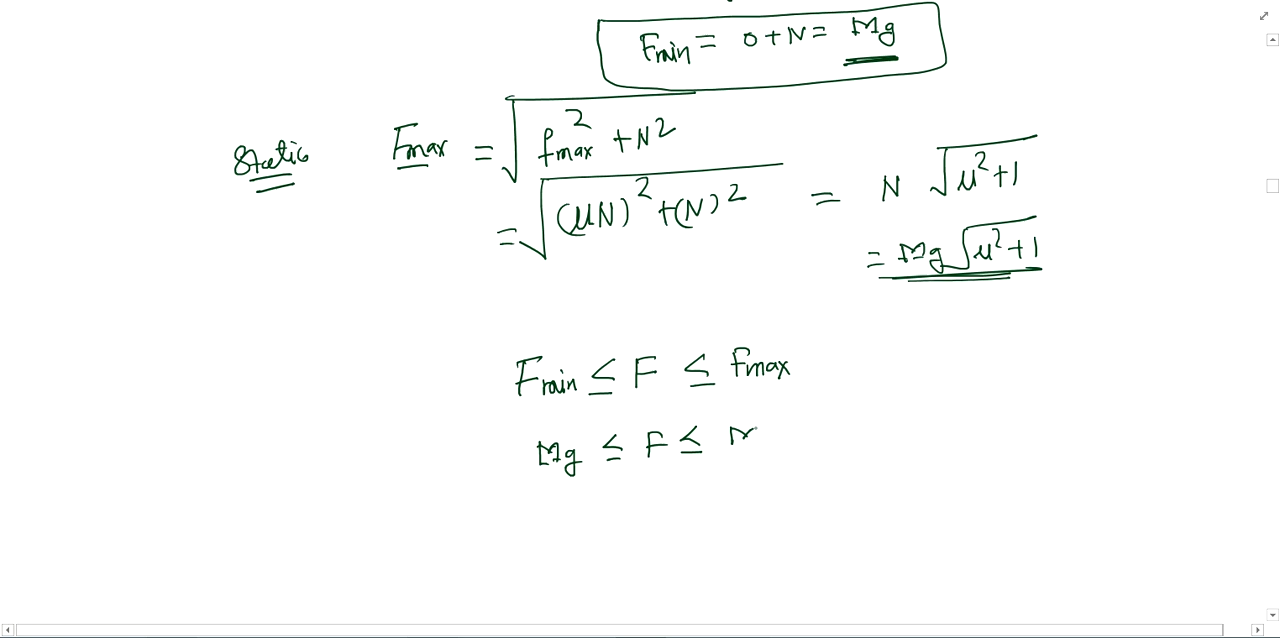 Fmin = 0 + N = Mg
Static Fmax = √(fmax² + N²)
= √((μN)² + (N)²) = N √(μ²+1)
= Mg √(μ²+1)
Fmin ≤ F ≤ fmax
Mg ≤ F ≤